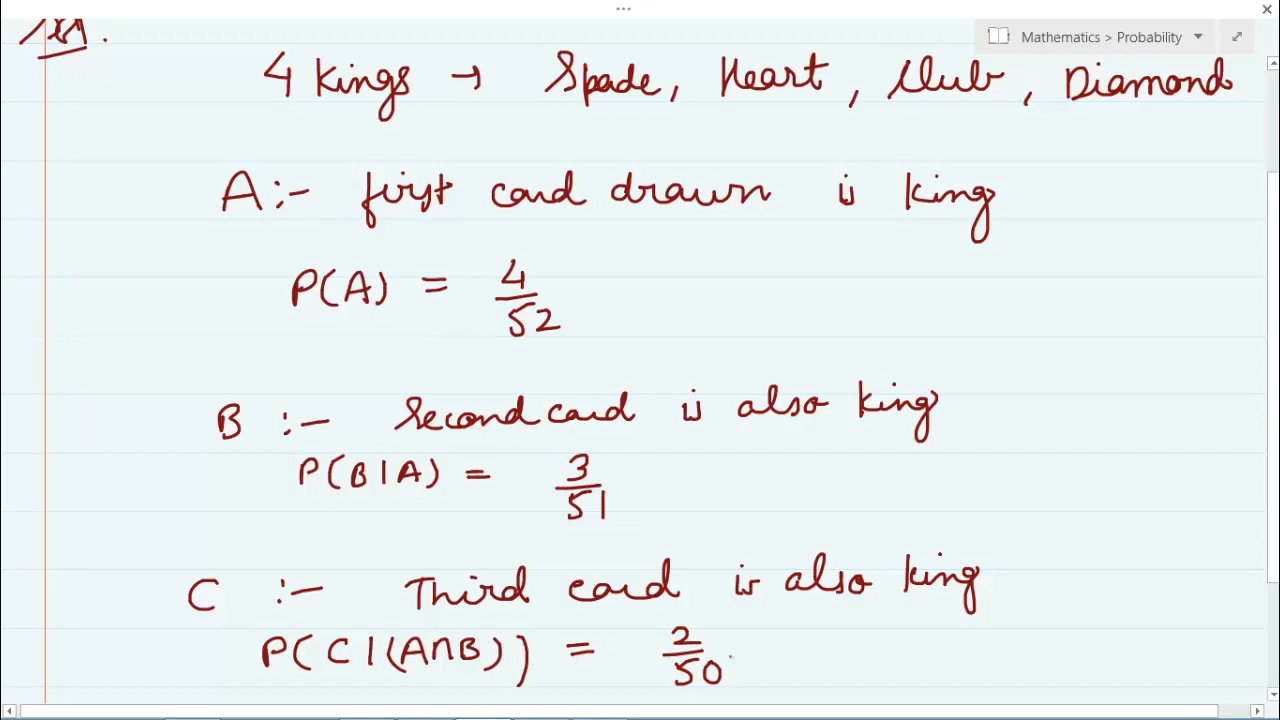 Mathematics > Probability
4 Kings → Spade, Heart, Club, Diamond
A :- first card drawn is king
P(A) = 4/52
B :- Second card is also king
P(B|A) = 3/51
C :- Third card is also king
P(C|(A∩B)) = 2/50